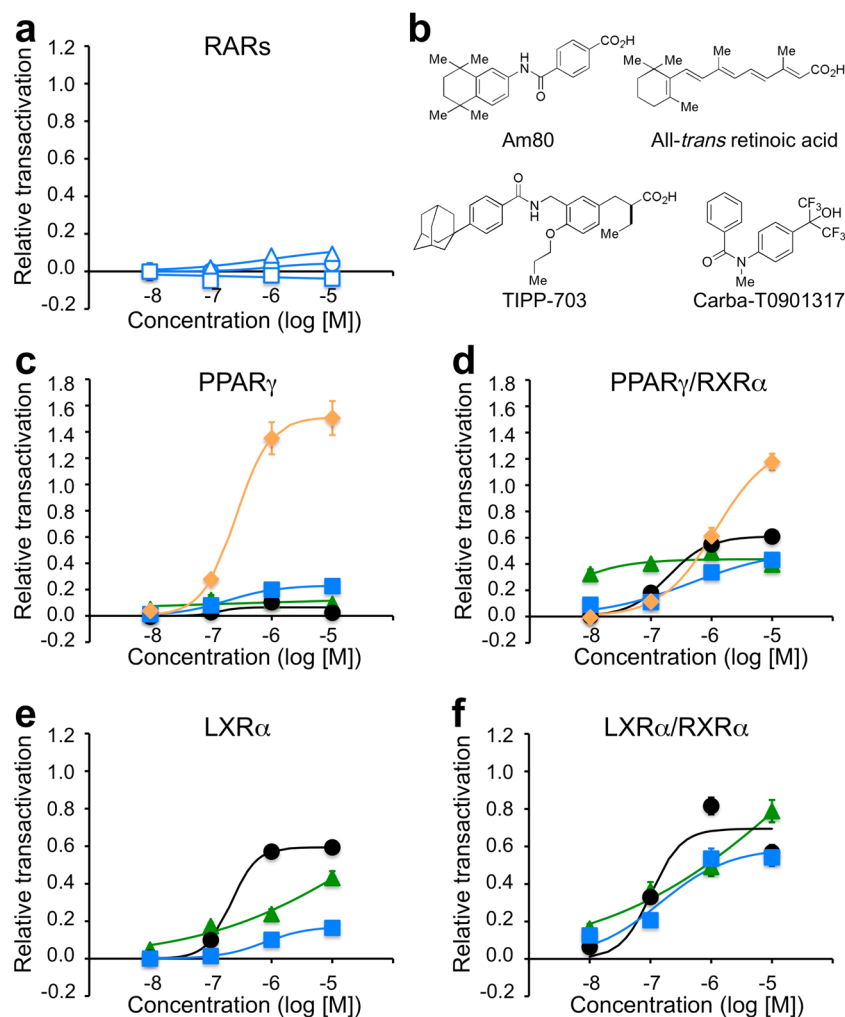 a
RARs
Relative transactivation
1.2
1.0
0.8
0.6
0.4
0.2
0.0
-0.2
-8
-7
-6
-5
Concentration (log [M])
b
Me Me
Me Me
NH
O
CO2H
Am80
Me Me
Me
Me
Me
CO2H
All-trans retinoic acid
O
NH
O
Me
Et
CO2H
TIPP-703
O
N
Me
CF3
OH
CF3
Carba-T0901317
c
PPARγ
Relative transactivation
1.8
1.6
1.4
1.2
1.0
0.8
0.6
0.4
0.2
0.0
-0.2
-8
-7
-6
-5
Concentration (log [M])
d
PPARγ/RXRα
Relative transactivation
1.8
1.6
1.4
1.2
1.0
0.8
0.6
0.4
0.2
0.0
-0.2
-8
-7
-6
-5
Concentration (log [M])
e
LXRα
Relative transactivation
1.2
1.0
0.8
0.6
0.4
0.2
0.0
-0.2
-8
-7
-6
-5
Concentration (log [M])
f
LXRα/RXRα
Relative transactivation
1.2
1.0
0.8
0.6
0.4
0.2
0.0
-0.2
-8
-7
-6
-5
Concentration (log [M])